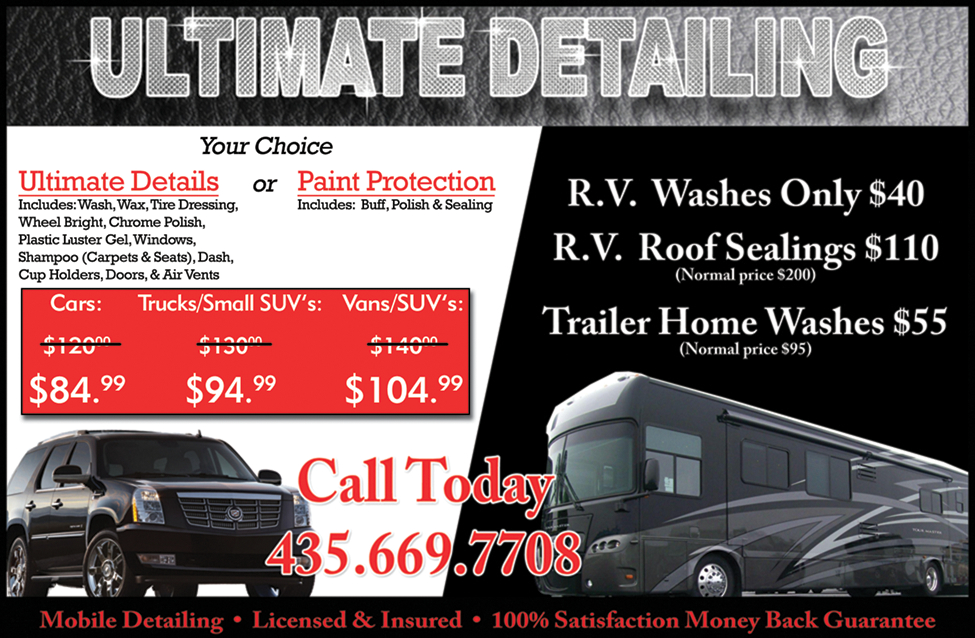 ULTIMATE DETAILING
Your Choice
Ultimate Details or Paint Protection
Includes: Wash, Wax, Tire Dressing,
Wheel Bright, Chrome Polish,
Plastic Luster Gel, Windows,
Shampoo (Carpets & Seats), Dash,
Cup Holders, Doors, & Air Vents
Includes: Buff, Polish & Sealing
Cars: Trucks/Small SUV's: Vans/SUV's:
$120.00 $130.00 $140.00
$84.99 $94.99 $104.99
R.V. Washes Only $40
R.V. Roof Sealings $110
(Normal price $200)
Trailer Home Washes $55
(Normal price $95)
Call Today
435.669.7708
Mobile Detailing • Licensed & Insured • 100% Satisfaction Money Back Guarantee